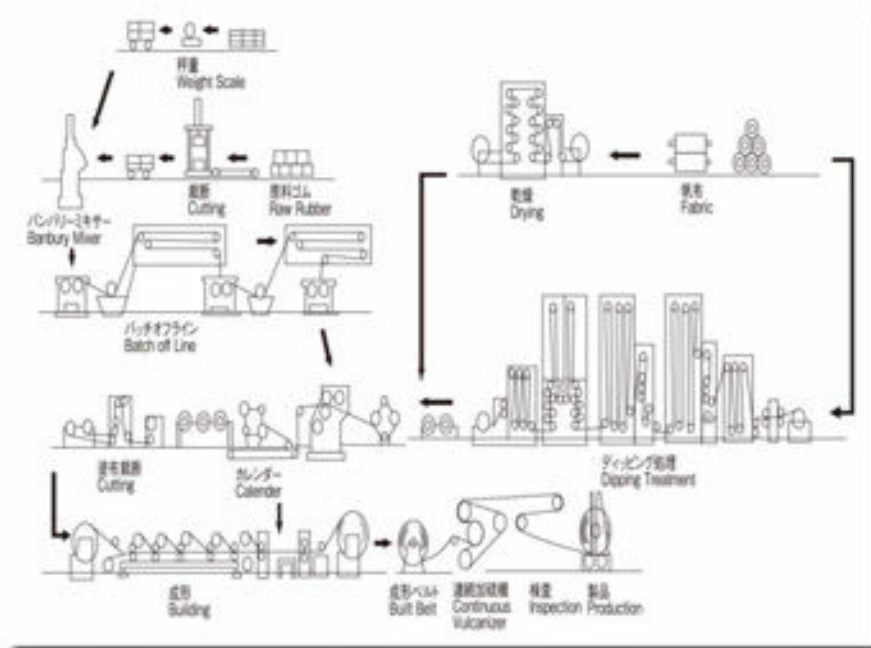 秤量
Weight Scale
裁断
Cutting
原料ゴム
Raw Rubber
バンバリーミキサー
Banbury Mixer
乾燥
Drying
帆布
Fabric
バッチオフライン
Batch off Line
塗布裁断
Cutting
カレンダー
Calender
ディッピング処理
Dipping Treatment
成形
Building
成形ベルト
Built Belt
連続加硫機
Continuous
Vulcanizer
検査
Inspection
製品
Production